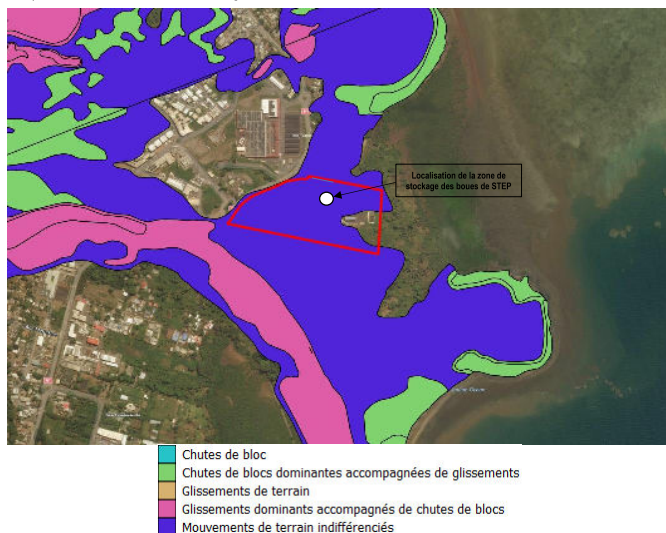 Localisation de la zone de
stockage des boues de STEP
Chutes de bloc
Chutes de blocs dominantes accompagnées de glissements
Glissements de terrain
Glissements dominants accompagnés de chutes de blocs
Mouvements de terrain indifférenciés